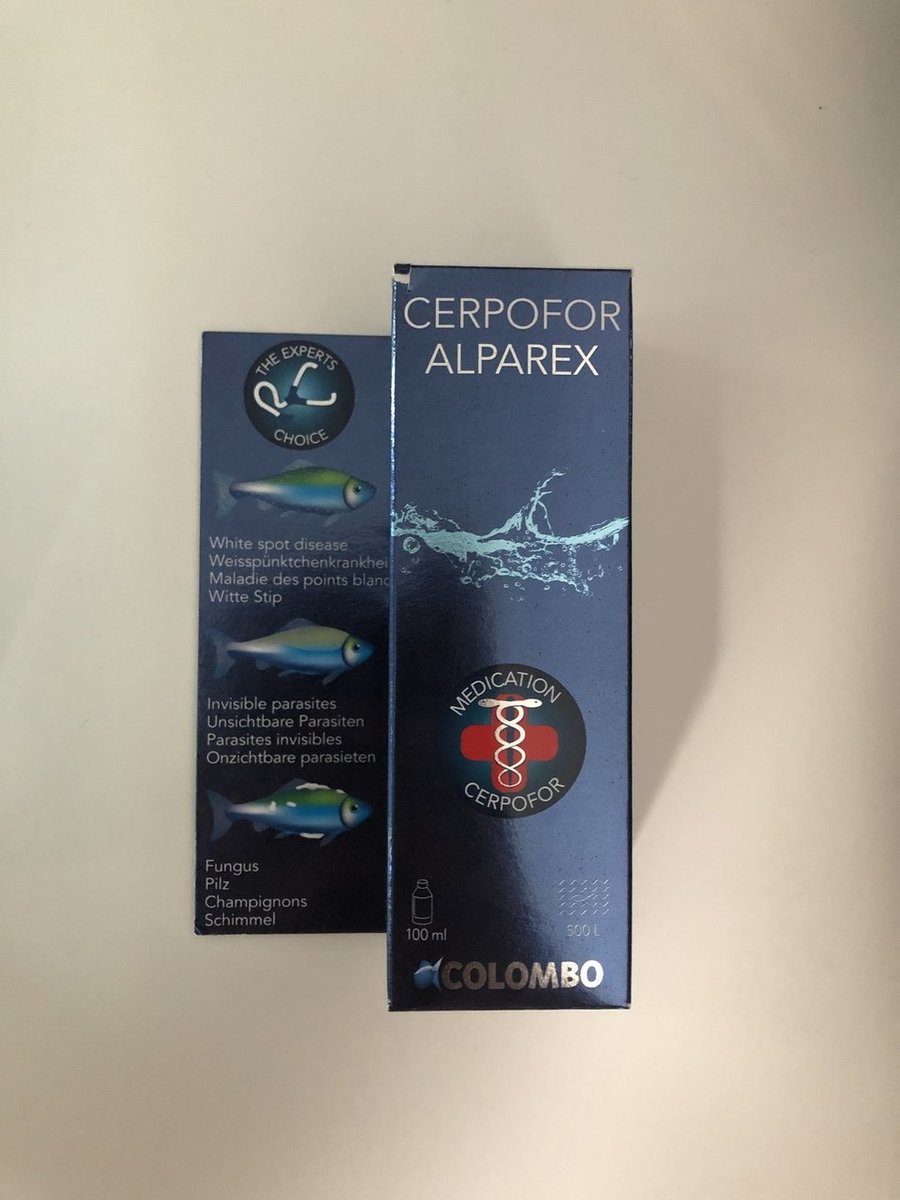 THE EXPERTS
CHOICE
White spot disease
Weisspünktchenkrankhei
Maladie des points blanc
Witte Stip
Invisible parasites
Unsichtbare Parasiten
Parasites invisibles
Onzichtbare parasieten
Fungus
Pilz
Champignons
Schimmel
CERPOFOR
ALPAREX
MEDICATION
CERPOFOR
100 ml
500 L
COLOMBO